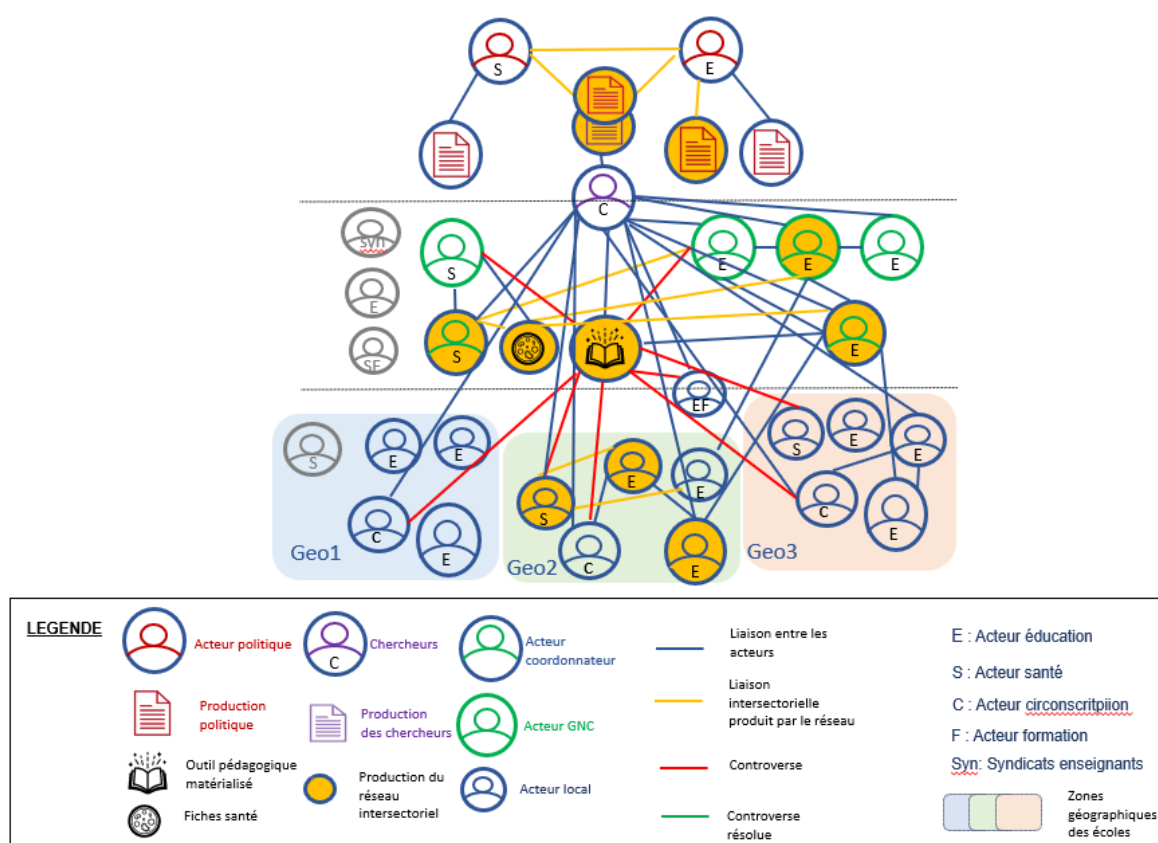 S
E
C
syn
S
E
E
E
E
S
E
SE
EF
S
E
E
S
E
E
E
S
E
C
C
S
E
E
Geo1
Geo2
C
E
Geo3
E
LEGENDE
Acteur politique
C
Chercheurs
Acteur
coordonnateur
Liaison entre les
acteurs
E : Acteur éducation
Production
politique
Production
des chercheurs
Acteur GNC
Liaison
intersectorielle
produit par le réseau
S : Acteur santé
C : Acteur circonscritpiion
F : Acteur formation
Outil pédagogique
matérialisé
Production du
réseau
intersectoriel
Acteur local
Controverse
Syn: Syndicats enseignants
Fiches santé
Controverse
résolue
Zones
géographiques
des écoles